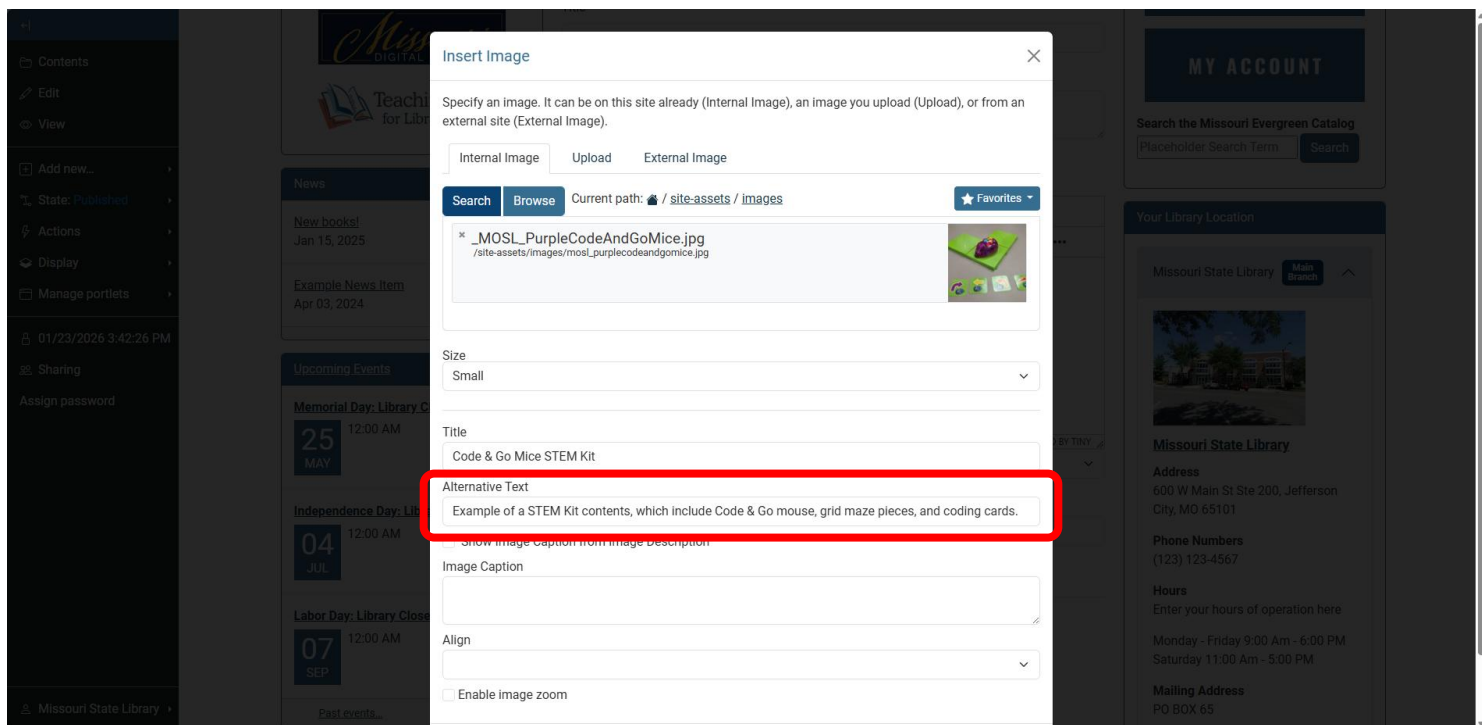 Contents
Edit
View
Add new...
State: Published
Actions
Display
Manage portlets
01/23/2026 3:42:26 PM
Sharing
Assign password
Missouri State Library
DIGITAL
Teachi
for Libr
News
New books!
Jan 15, 2025
Example News Item
Apr 03, 2024
Upcoming Events
Memorial Day: Library C
25
MAY
12:00 AM
Independence Day: Lib
04
JUL
12:00 AM
Labor Day: Library Close
07
SEP
12:00 AM
Past events...
Insert Image
Specify an image. It can be on this site already (Internal Image), an image you upload (Upload), or from an
external site (External Image).
Internal Image Upload External Image
Search Browse Current path: / site-assets / images Favorites
_MOSL_PurpleCodeAndGoMice.jpg
/site-assets/images/mosl_purplecodeandgomice.jpg
Size
Small
Title
Code & Go Mice STEM Kit
Alternative Text
Example of a STEM Kit contents, which include Code & Go mouse, grid maze pieces, and coding cards.
Show Image Caption from Image Description
Image Caption
Align
Enable image zoom
BY TINY
MY ACCOUNT
Search the Missouri Evergreen Catalog
Placeholder Search Term Search
Your Library Location
Missouri State Library Main
Branch
Missouri State Library
Address
600 W Main St Ste 200, Jefferson
City, MO 65101
Phone Numbers
(123) 123-4567
Hours
Enter your hours of operation here
Monday - Friday 9:00 Am - 6:00 PM
Saturday 11:00 Am - 5:00 PM
Mailing Address
PO BOX 65